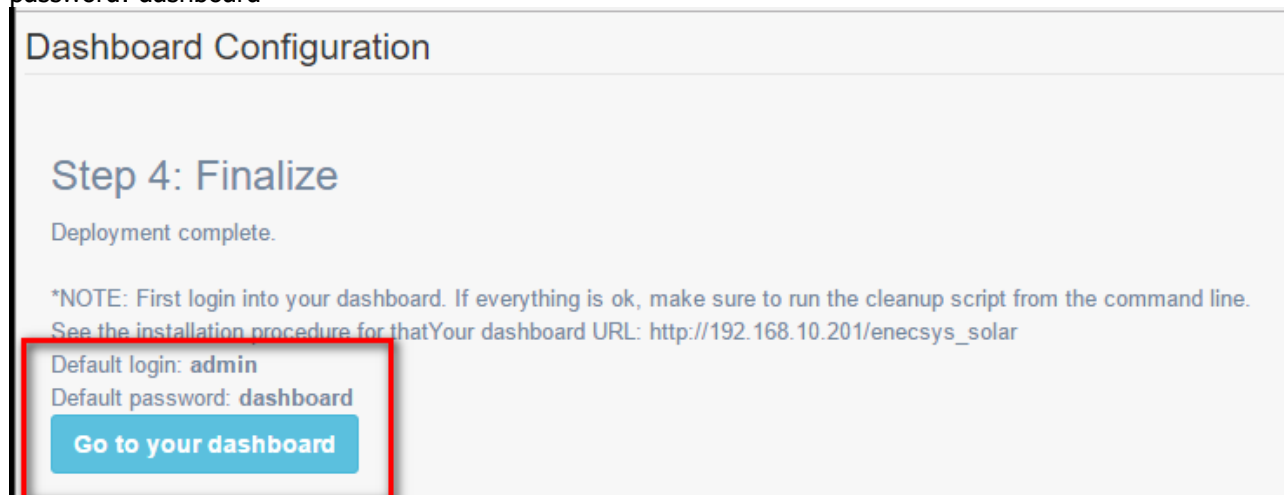 password: dashboard
Dashboard Configuration
Step 4: Finalize
Deployment complete.
*NOTE: First login into your dashboard. If everything is ok, make sure to run the cleanup script from the command line.
See the installation procedure for thatYour dashboard URL: http://192.168.10.201/enecsys_solar
Default login: admin
Default password: dashboard
Go to your dashboard